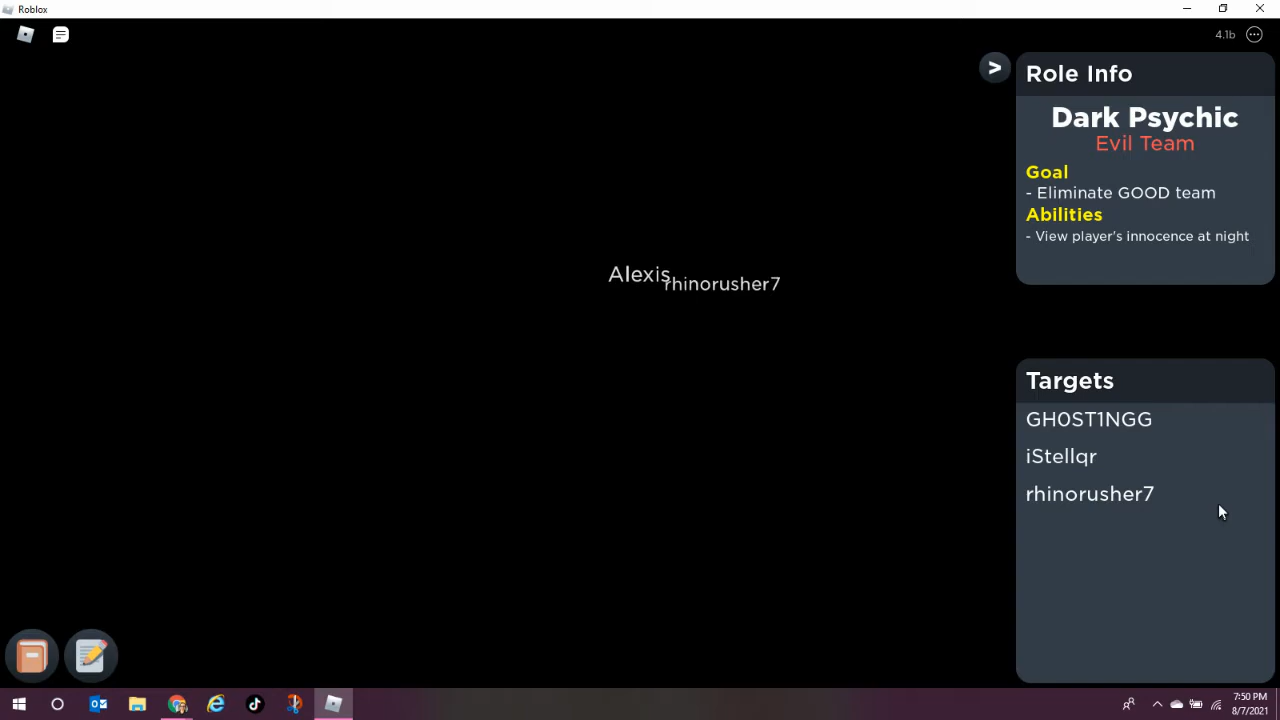 Roblox
4.1b
Role Info
Dark Psychic
Evil Team
Goal
- Eliminate GOOD team
Abilities
- View player's innocence at night
Alexis
rhinorusher7
Targets
GH0ST1NGG
iStellqr
rhinorusher7
7:50 PM
8/7/2021